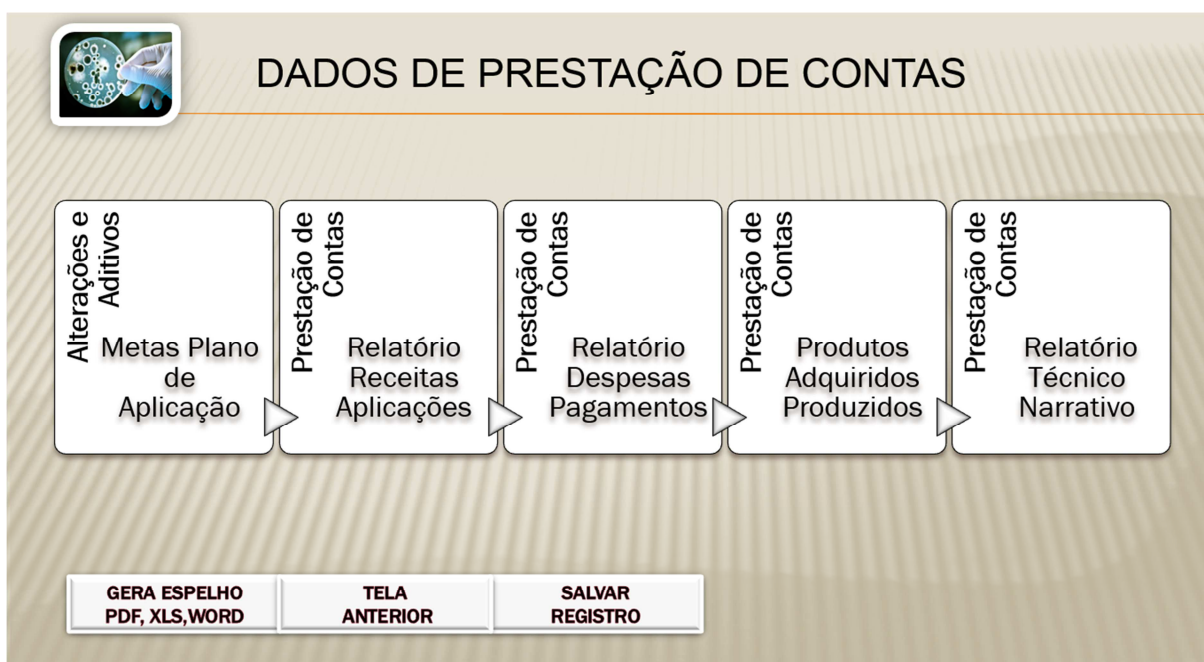 DADOS DE PRESTAÇÃO DE CONTAS
Alterações e
Aditivos
Metas Plano
de
Aplicação
Prestação de
Contas
Relatório
Receitas
Aplicações
Prestação de
Contas
Relatório
Despesas
Pagamentos
Prestação de
Contas
Produtos
Adquiridos
Produzidos
Prestação de
Contas
Relatório
Técnico
Narrativo
GERA ESPELHO
PDF, XLS,WORD
TELA
ANTERIOR
SALVAR
REGISTRO